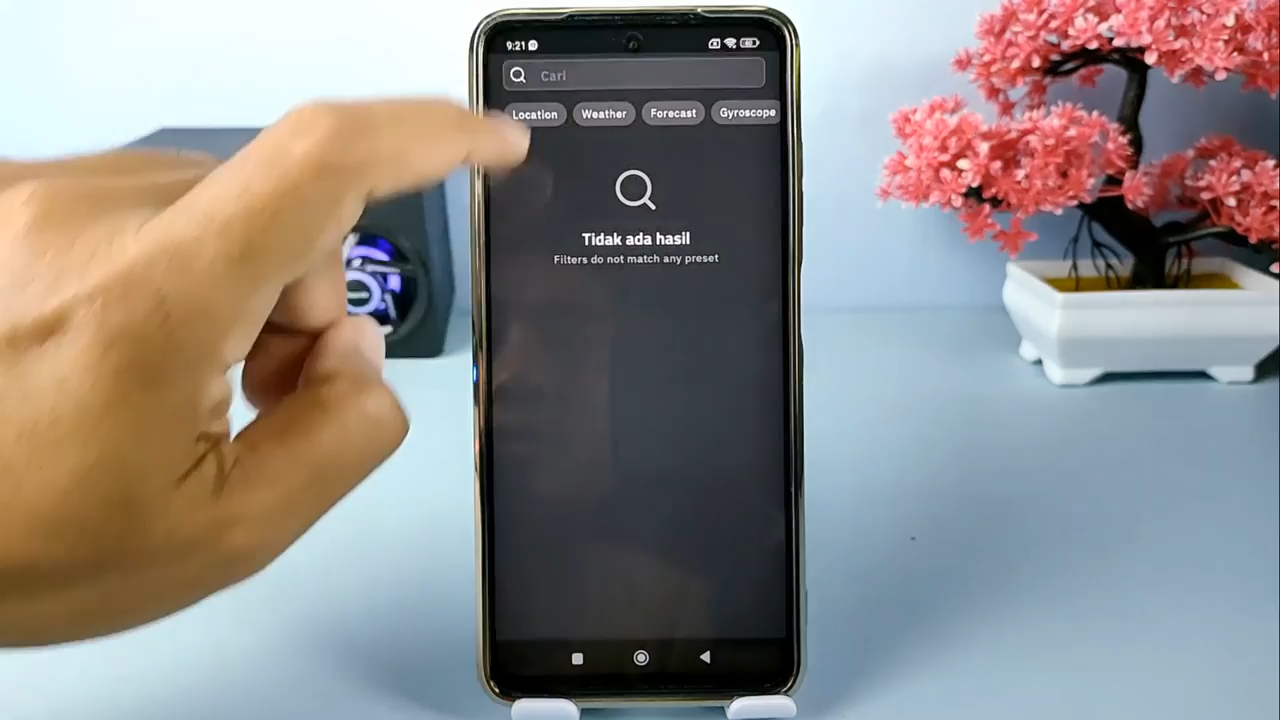 9:21
Cari
Location Weather Forecast Gyroscope
Tidak ada hasil
Filters do not match any preset